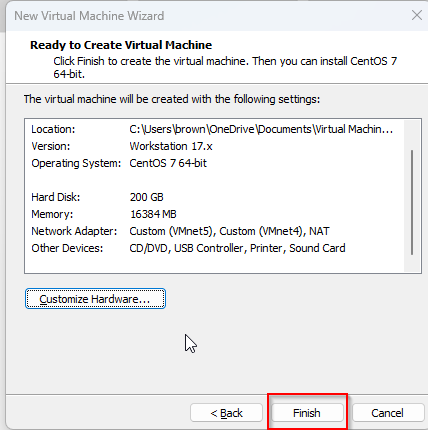 New Virtual Machine Wizard
Ready to Create Virtual Machine
Click Finish to create the virtual machine. Then you can install CentOS 7
64-bit.
The virtual machine will be created with the following settings:
Location: C:\Users\brown\OneDrive\Documents\Virtual Machin...
Version: Workstation 17.x
Operating System: CentOS 7 64-bit
Hard Disk: 200 GB
Memory: 16384 MB
Network Adapter: Custom (VMnet5), Custom (VMnet4), NAT
Other Devices: CD/DVD, USB Controller, Printer, Sound Card
Customize Hardware...
< Back Finish Cancel